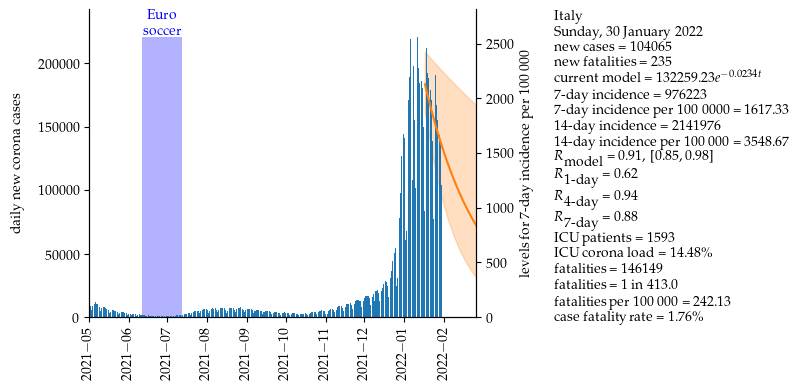 Euro
soccer
daily new corona cases
200000
150000
100000
50000
0
2021−05
2021−06
2021−07
2021−08
2021−09
2021−10
2021−11
2021−12
2022−01
2022−02
2500
2000
1500
1000
500
0
levels for 7-day incidence per 100 000
Italy
Sunday, 30 January 2022
new cases = 104065
new fatalities = 235
current model = 132259.23e^{−0.0234t}
7-day incidence = 976223
7-day incidence per 100 0000 = 1617.33
14-day incidence = 2141976
14-day incidence per 100 000 = 3548.67
R_model = 0.91, [0.85, 0.98]
R_1-day = 0.62
R_4-day = 0.94
R_7-day = 0.88
ICU patients = 1593
ICU corona load = 14.48%
fatalities = 146149
fatalities = 1 in 413.0
fatalities per 100 000 = 242.13
case fatality rate = 1.76%